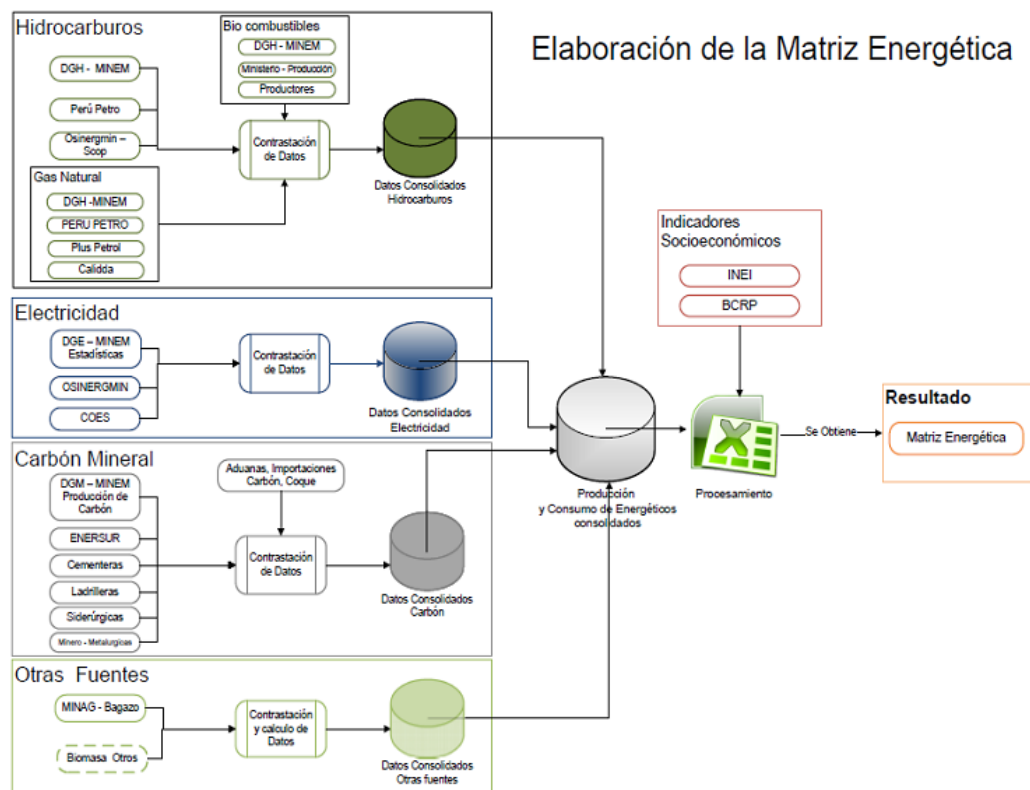 Elaboración de la Matriz Energética
Hidrocarburos
DGH - MINEM
Perú Petro
Osinergmin –
Scop
Bio combustibles
DGH - MINEM
Ministerio - Producción
Productores
Gas Natural
DGH -MINEM
PERU PETRO
Plus Petrol
Calidda
Contrastación
de Datos
Datos Consolidados
Hidrocarburos
Electricidad
DGE – MINEM
Estadísticas
OSINERGMIN
COES
Contrastación
de Datos
Datos Consolidados
Electricidad
Carbón Mineral
DGM – MINEM
Producción de
Carbón
ENERSUR
Cementeras
Ladrilleras
Siderúrgicas
Minero - Metalurgicas
Aduanas, Importaciones
Carbón, Coque
Contrastación
de Datos
Datos Consolidados
Carbón
Otras Fuentes
MINAG - Bagazo
Biomasa Otros
Contrastación
y calculo de
Datos
Datos Consolidados
Otras fuentes
Producción
y Consumo de Energéticos
consolidados
Indicadores
Socioeconómicos
INEI
BCRP
Procesamiento
Se Obtiene
Resultado
Matriz Energética